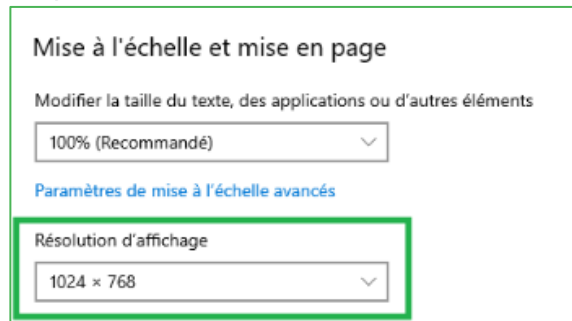 Mise à l'échelle et mise en page
Modifier la taille du texte, des applications ou d'autres éléments
100% (Recommandé)
Paramètres de mise à l'échelle avancés
Résolution d'affichage
1024 × 768